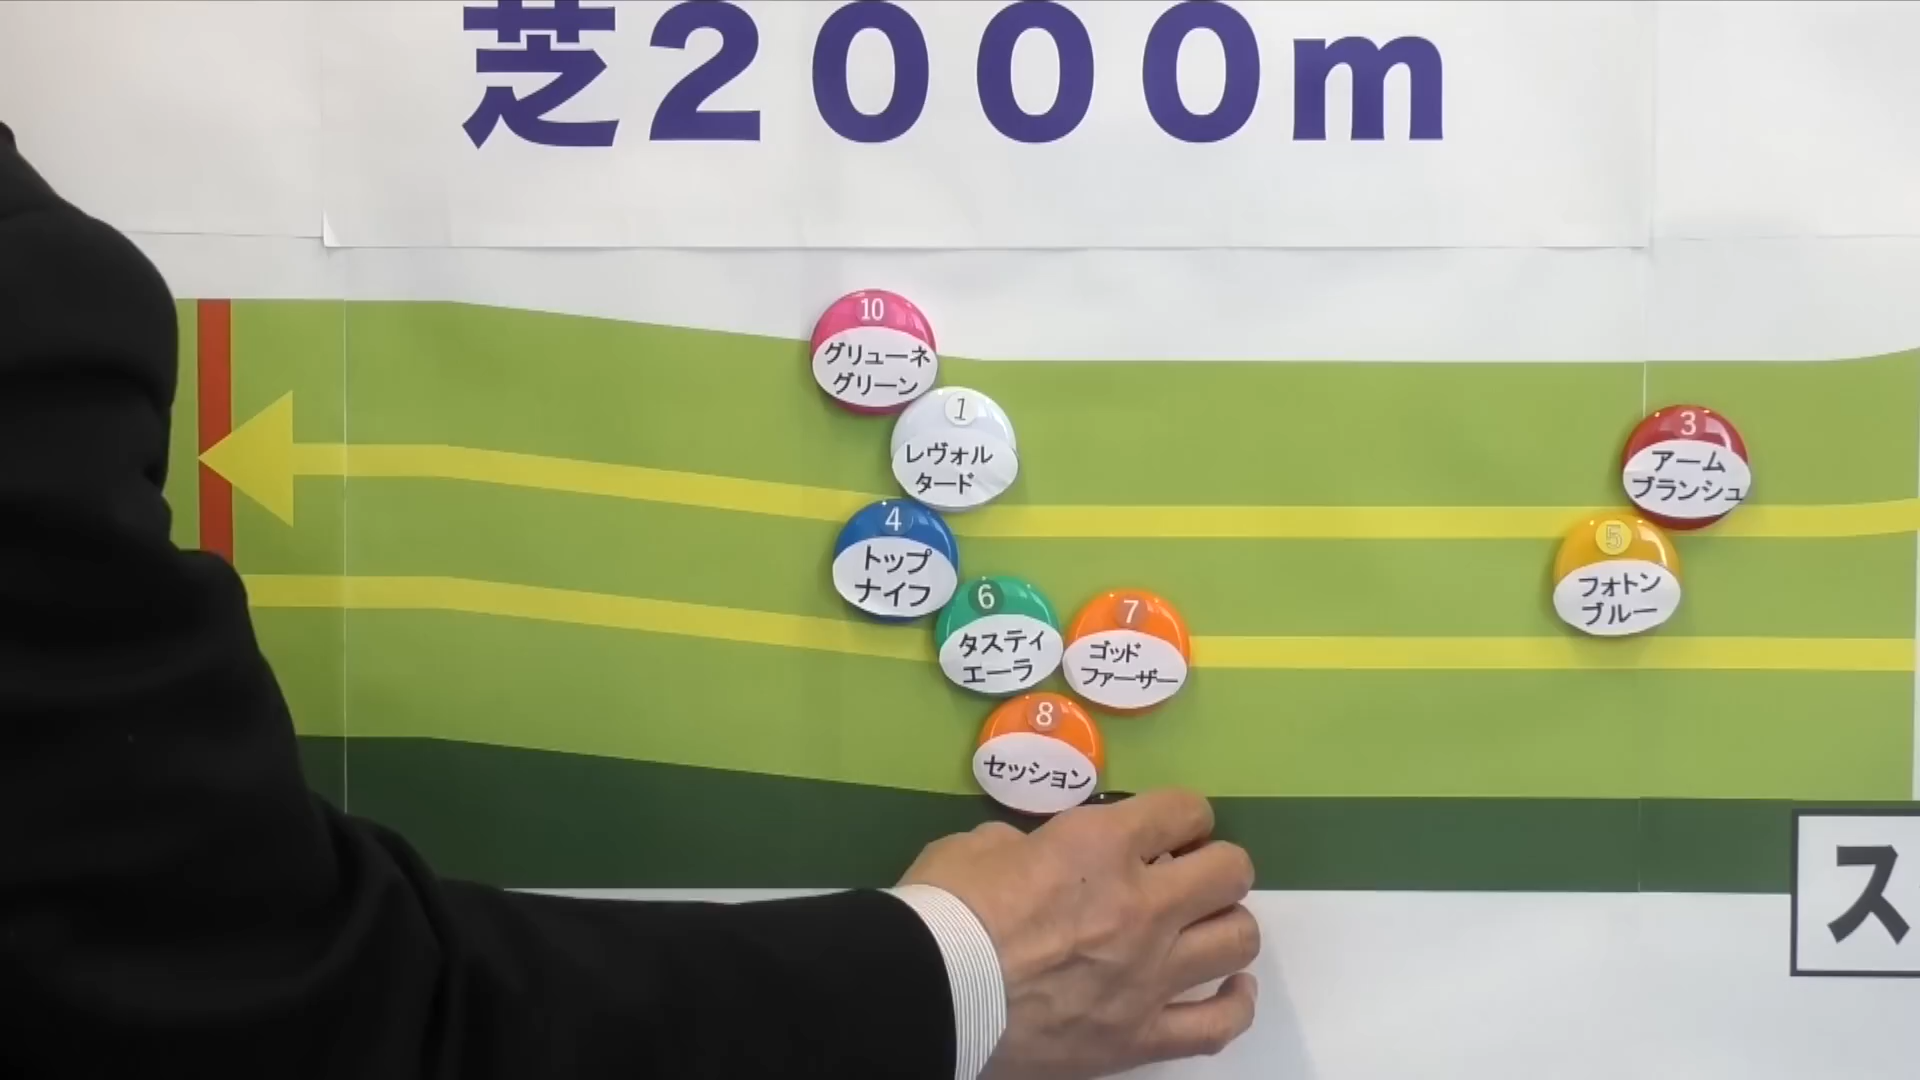 芝2000m
10
グリューネ
グリーン
1
レヴォル
タード
3
アーム
ブランシュ
4
トップ
ナイフ
5
フォトン
ブルー
6
タスティ
エーラ
7
ゴッド
ファーザー
8
セッション
ス